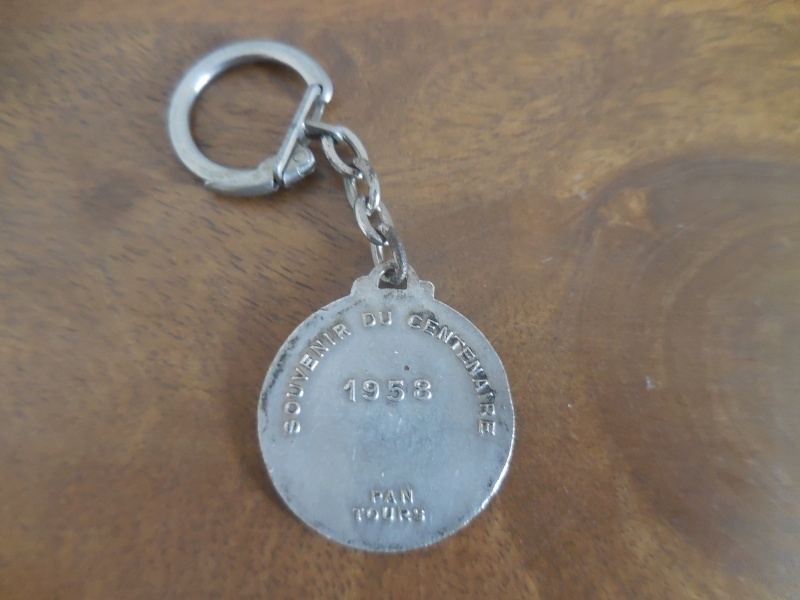 SOUVENIR DU CENTENAIRE
1958
PAN
TOURS